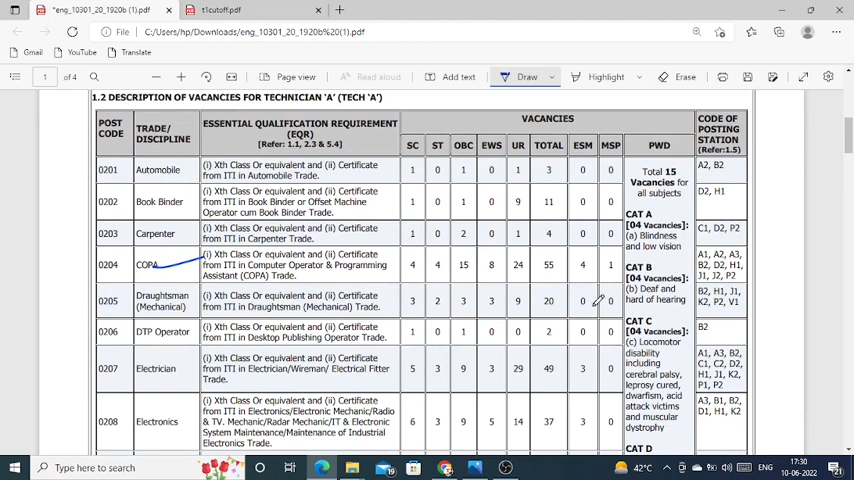 *eng_10301_20_1920b (1).pdf
t1cutoff.pdf
File
C:/Users/hp/Downloads/eng_10301_20_1920b%20(1).pdf
Gmail
YouTube
Translate
1
of 4
Page view
Read aloud
Add text
Draw
Highlight
Erase
1.2 DESCRIPTION OF VACANCIES FOR TECHNICIAN 'A' (TECH 'A')
POST CODE
TRADE/ DISCIPLINE
ESSENTIAL QUALIFICATION REQUIREMENT (EQR)
[Refer: 1.1, 2.3 & 5.4]
VACANCIES
CODE OF POSTING STATION (Refer:1.5)
SC ST OBC EWS UR TOTAL ESM MSP PWD
0201 Automobile (i) Xth Class Or equivalent and (ii) Certificate from ITI in Automobile Trade. 1 0 1 0 1 3 0 0 A2, B2
0202 Book Binder (i) Xth Class Or equivalent and (ii) Certificate from ITI in Book Binder or Offset Machine Operator cum Book Binder Trade. 1 0 1 0 9 11 0 0 D2, H1
0203 Carpenter (i) Xth Class Or equivalent and (ii) Certificate from ITI in Carpenter Trade. 1 0 2 0 1 4 0 0 C1, D2, P2
0204 COPA (i) Xth Class Or equivalent and (ii) Certificate from ITI in Computer Operator & Programming Assistant (COPA) Trade. 4 4 15 8 24 55 4 1 A1, A2, A3, B2, D2, H1, J1, J2, P2
0205 Draughtsman (Mechanical) (i) Xth Class Or equivalent and (ii) Certificate from ITI in Draughtsman (Mechanical) Trade. 3 2 3 3 9 20 0 0 B2, H1, J1, K2, P2, V1
0206 DTP Operator (i) Xth Class Or equivalent and (ii) Certificate from ITI in Desktop Publishing Operator Trade. 1 0 1 0 0 2 0 0 B2
0207 Electrician (i) Xth Class Or equivalent and (ii) Certificate from ITI in Electrician/Wireman/ Electrical Fitter Trade. 5 3 9 3 29 49 3 0 A1, A3, B2, C1, C2, D2, H1, J1, K2, P1, P2
0208 Electronics (i) Xth Class Or equivalent and (ii) Certificate from ITI in Electronics/Electronic Mechanic/Radio & TV. Mechanic/Radar Mechanic/IT & Electronic System Maintenance/Maintenance of Industrial Electronics Trade. 6 3 9 5 14 37 3 0 A3, B1, B2, D1, H1, K2
Total 15 Vacancies for all subjects
CAT A
[04 Vacancies]:
(a) Blindness and low vision
CAT B
[04 Vacancies]:
(b) Deaf and hard of hearing
CAT C
[04 Vacancies]:
(c) Locomotor disability including cerebral palsy, leprosy cured, dwarfism, acid attack victims and muscular dystrophy
CAT D
Type here to search
19
42°C
ENG
17:30
10-06-2022
21